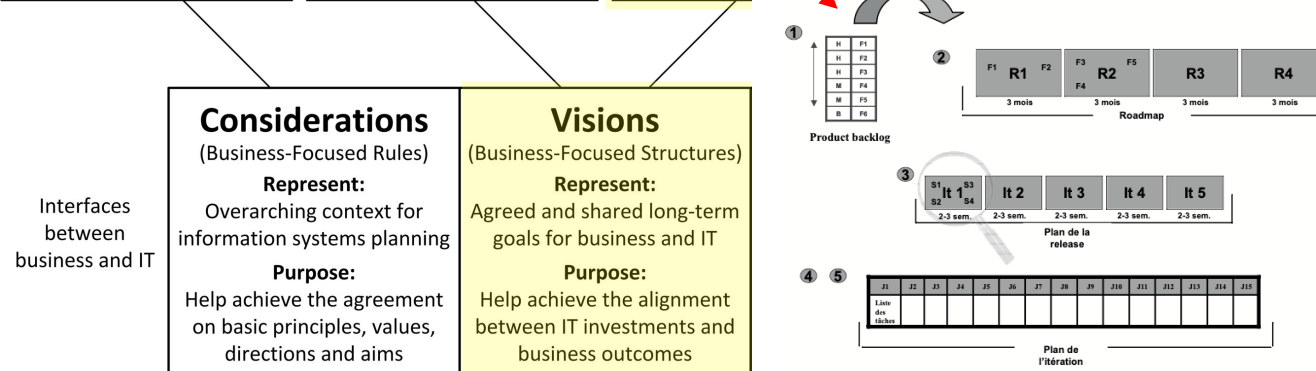 Interfaces
between
business and IT
Considerations
(Business-Focused Rules)
Represent:
Overarching context for
information systems planning
Purpose:
Help achieve the agreement
on basic principles, values,
directions and aims
Visions
(Business-Focused Structures)
Represent:
Agreed and shared long-term
goals for business and IT
Purpose:
Help achieve the alignment
between IT investments and
business outcomes
1
H F1
H F2
H F3
M F4
M F5
B F6
Product backlog
2
F1 R1 F2
F3 R2 F5
F4
R3
R4
3 mois 3 mois 3 mois 3 mois
Roadmap
3
S1 It 1 S3
S2 S4
It 2 It 3 It 4 It 5
2-3 sem. 2-3 sem. 2-3 sem. 2-3 sem. 2-3 sem.
Plan de la
release
4 5
J1 J2 J3 J4 J5 J6 J7 J8 J9 J10 J11 J12 J13 J14 J15
Liste
des
tâches
Plan de
l'itération